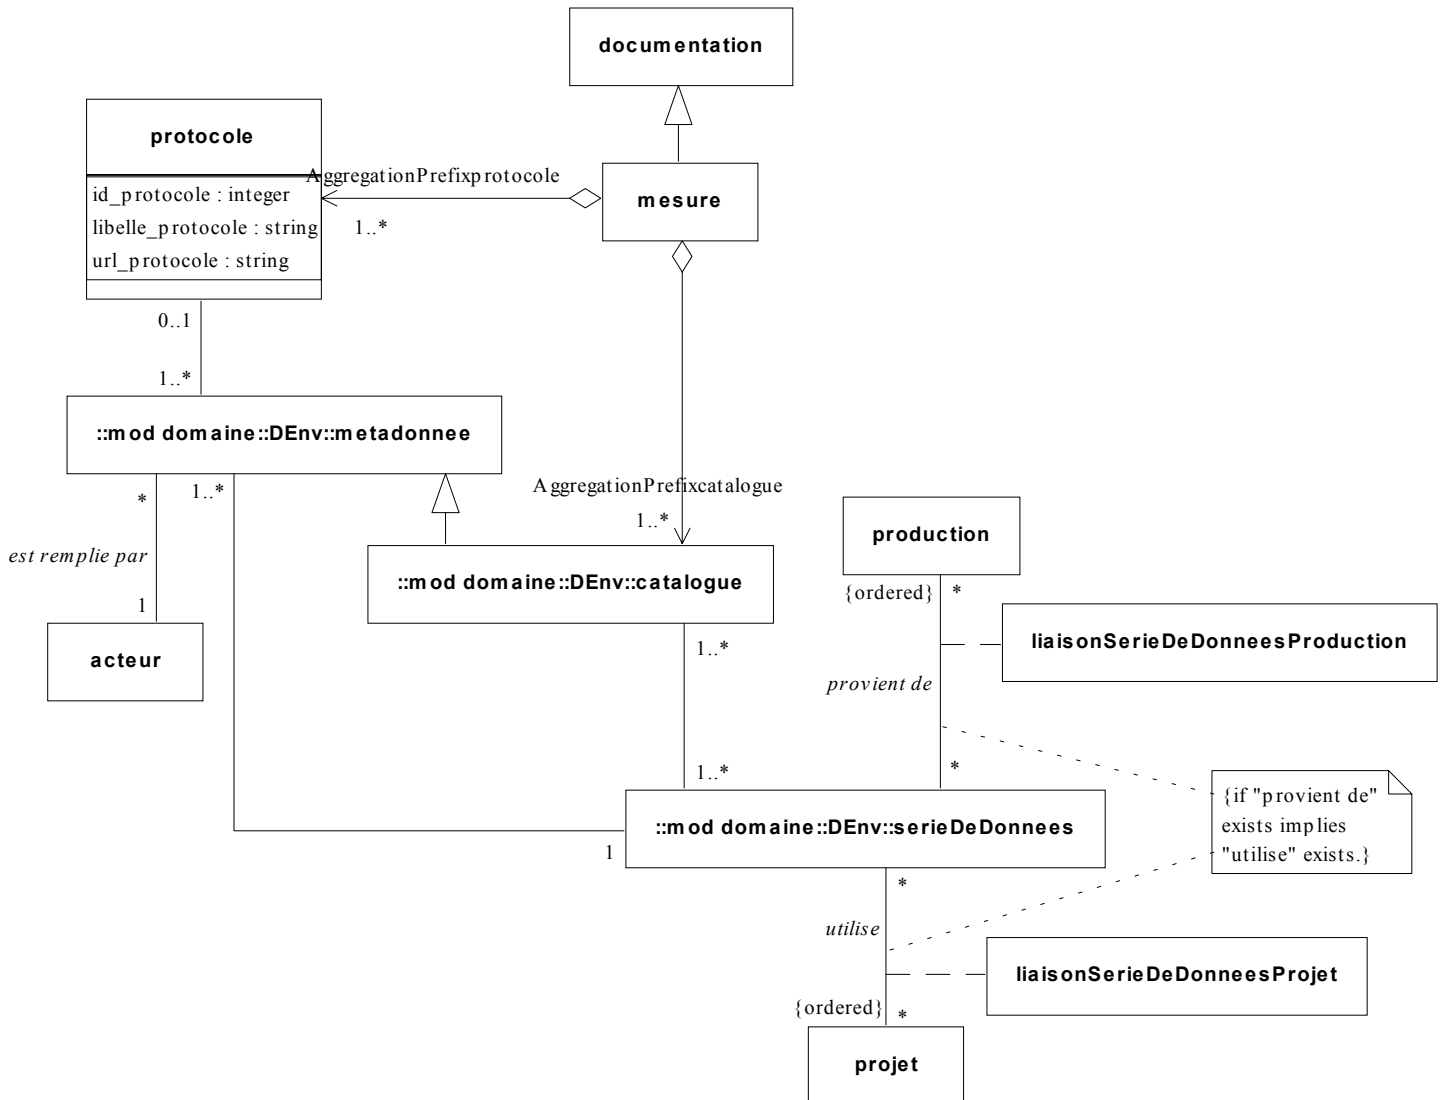 documentation
protocole
id_protocole : integer
libelle_protocole : string
url_protocole : string
AggregationPrefixprotocole
1..*
mesure
0..1
1..*
::mod domaine::DEnv::metadonnee
*
1..*
est remplie par
1
acteur
AggregationPrefixcatalogue
1..*
::mod domaine::DEnv::catalogue
1..*
1..*
production
{ordered}
*
liaisonSerieDeDonneesProduction
provient de
*
::mod domaine::DEnv::serieDeDonnees
1
{if "provient de"
exists implies
"utilise" exists.}
*
utilise
liaisonSerieDeDonneesProjet
{ordered}
*
projet